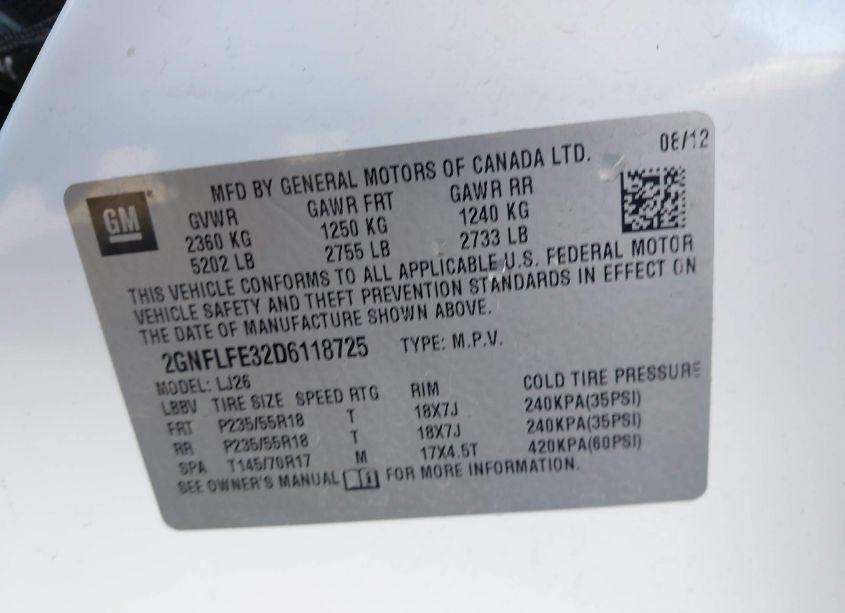 08/12
GM
MFD BY GENERAL MOTORS OF CANADA LTD.
GVWR GAWR FRT GAWR RR
2360 KG 1250 KG 1240 KG
5202 LB 2755 LB 2733 LB
THIS VEHICLE CONFORMS TO ALL APPLICABLE U.S. FEDERAL MOTOR
VEHICLE SAFETY AND THEFT PREVENTION STANDARDS IN EFFECT ON
THE DATE OF MANUFACTURE SHOWN ABOVE.
2GNFLFE32D6118725 TYPE: M.P.V.
MODEL: LJ26
LBBV TIRE SIZE SPEED RTG RIM COLD TIRE PRESSURE
FRT P235/55R18 T 18X7J 240KPA(35PSI)
RR P235/55R18 T 18X7J 240KPA(35PSI)
SPA T145/70R17 M 17X4.5T 420KPA(60PSI)
SEE OWNER'S MANUAL FOR MORE INFORMATION.